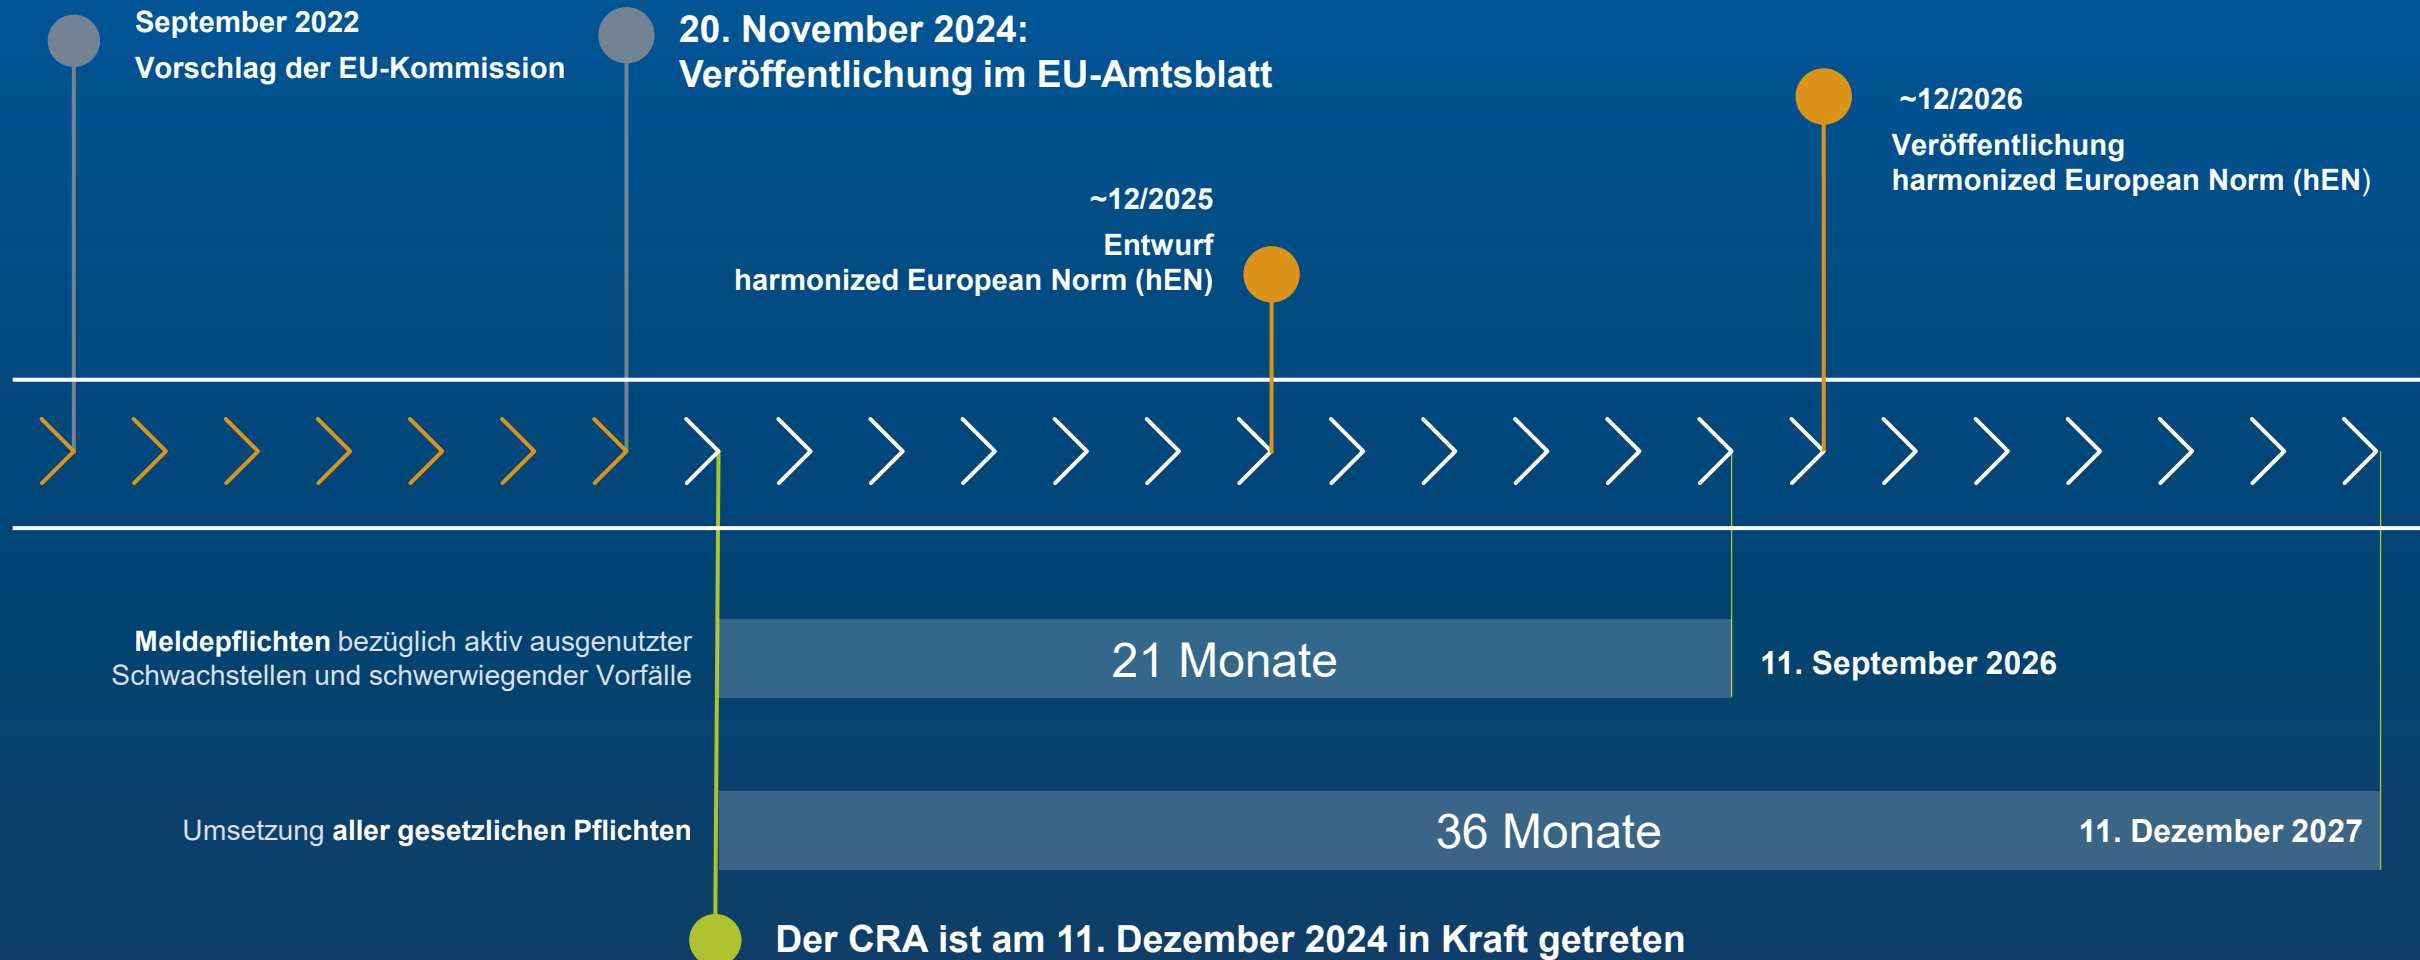 September 2022
Vorschlag der EU-Kommission
20. November 2024:
Veröffentlichung im EU-Amtsblatt
~12/2025
Entwurf
harmonized European Norm (hEN)
~12/2026
Veröffentlichung
harmonized European Norm (hEN)
Meldepflichten bezüglich aktiv ausgenutzter
Schwachstellen und schwerwiegender Vorfälle
21 Monate
11. September 2026
Umsetzung aller gesetzlichen Pflichten
36 Monate
11. Dezember 2027
Der CRA ist am 11. Dezember 2024 in Kraft getreten